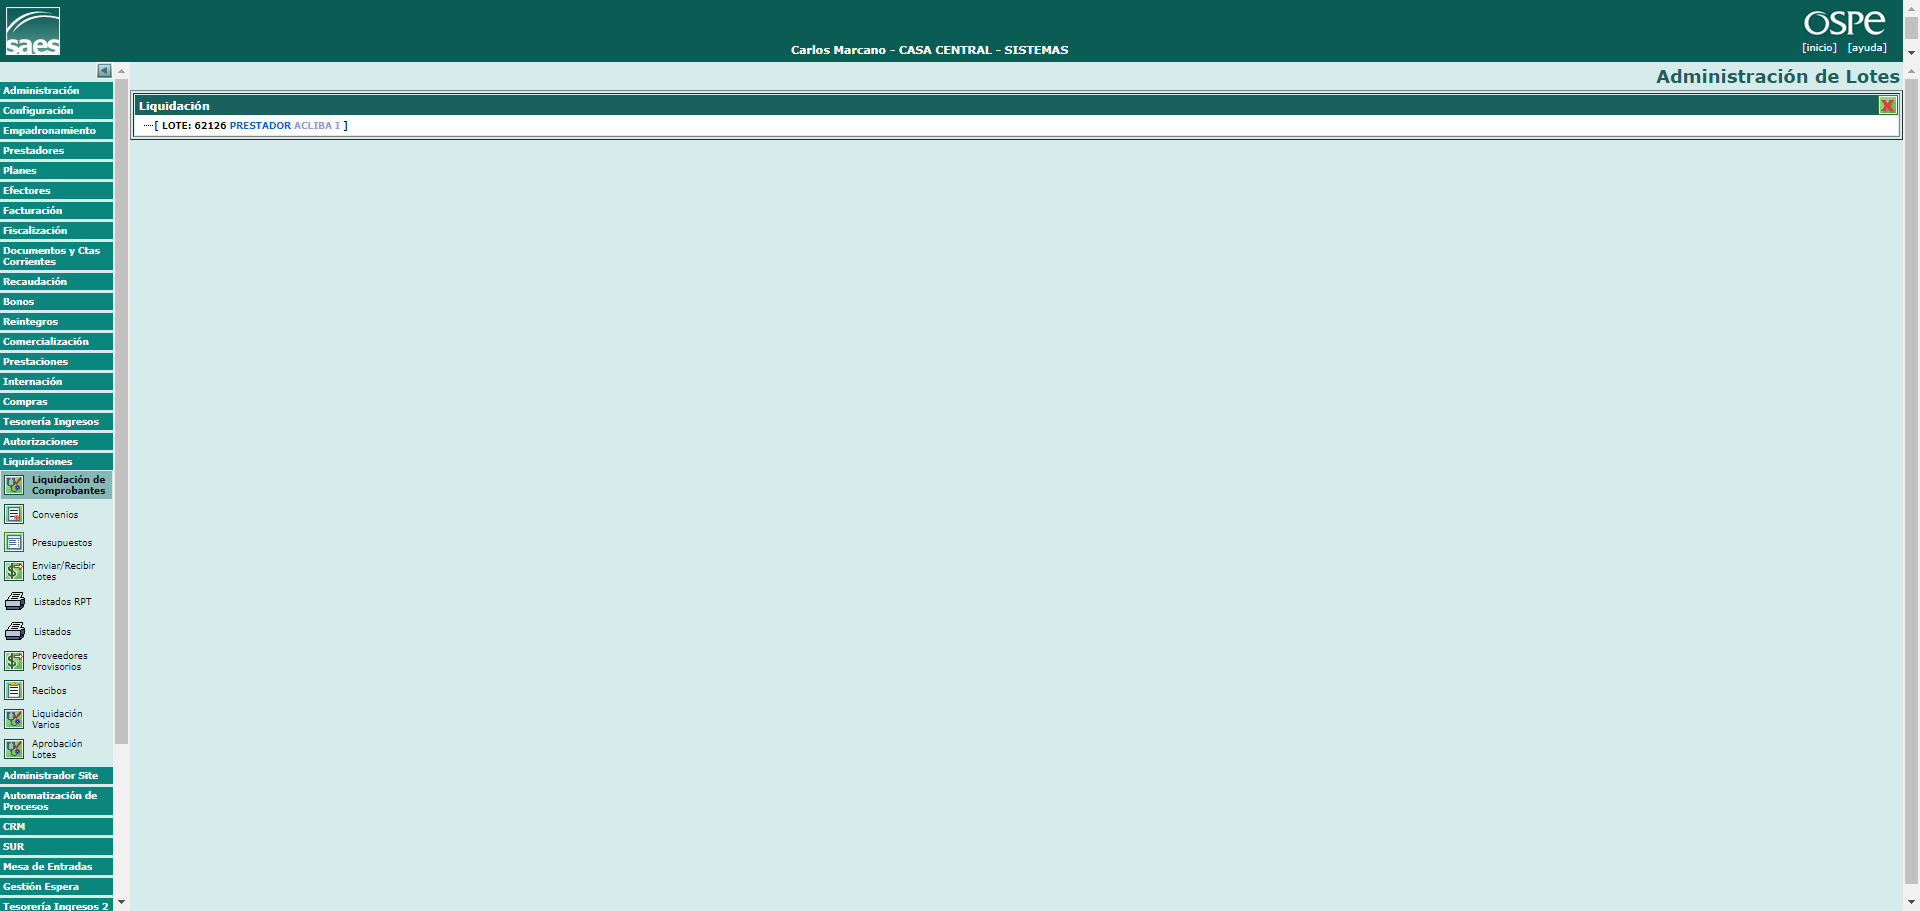 saes
Carlos Marcano - CASA CENTRAL - SISTEMAS
OSPe
[inicio] [ayuda]
Administración de Lotes
Administración
Configuración
Empadronamiento
Prestadores
Planes
Efectores
Facturación
Fiscalización
Documentos y Ctas
Corrientes
Recaudación
Bonos
Reintegros
Comercialización
Prestaciones
Internación
Compras
Tesorería Ingresos
Autorizaciones
Liquidaciones
Liquidación de
Comprobantes
Convenios
Presupuestos
Enviar/Recibir
Lotes
Listados RPT
Listados
Proveedores
Provisorios
Recibos
Liquidación
Varios
Aprobación
Lotes
Administrador Site
Automatización de
Procesos
CRM
SUR
Mesa de Entradas
Gestión Espera
Tesorería Ingresos 2
Liquidación
[ LOTE: 62126 PRESTADOR ACLIBA I ]